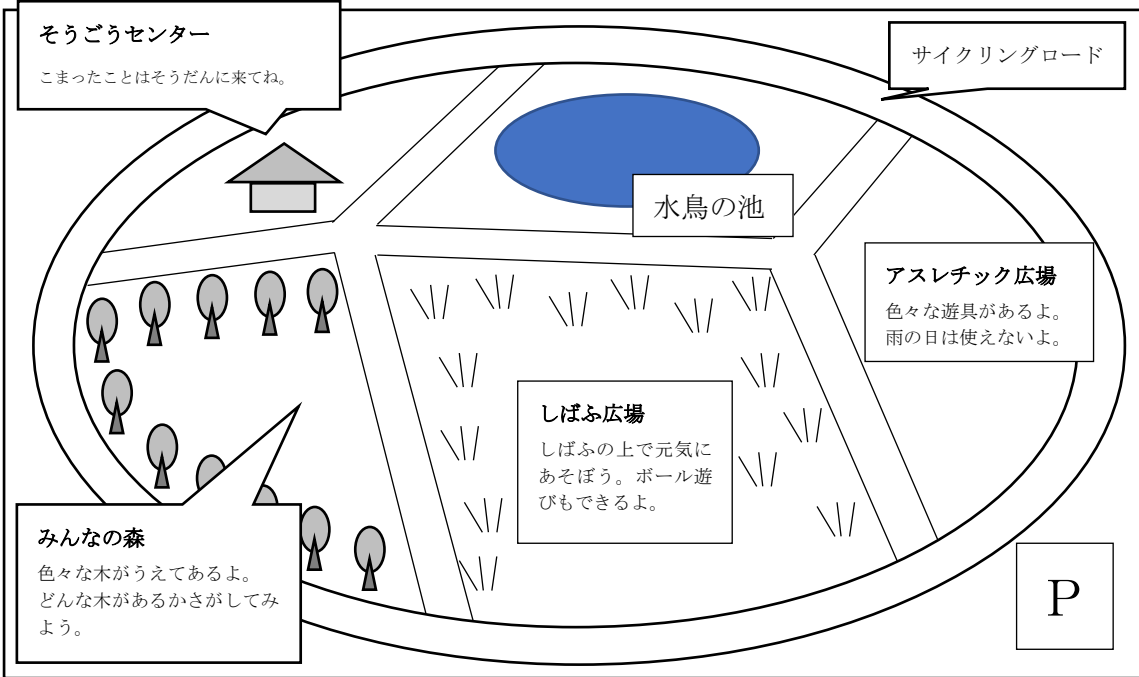 そうごうセンター
こまったことはそうだんに来てね。
サイクリングロード
水鳥の池
アスレチック広場
色々な遊具があるよ。
雨の日は使えないよ。
しばふ広場
しばふの上で元気に
あそぼう。ボール遊
びもできるよ。
みんなの森
色々な木がうえてあるよ。
どんな木があるかさがしてみ
よう。
P